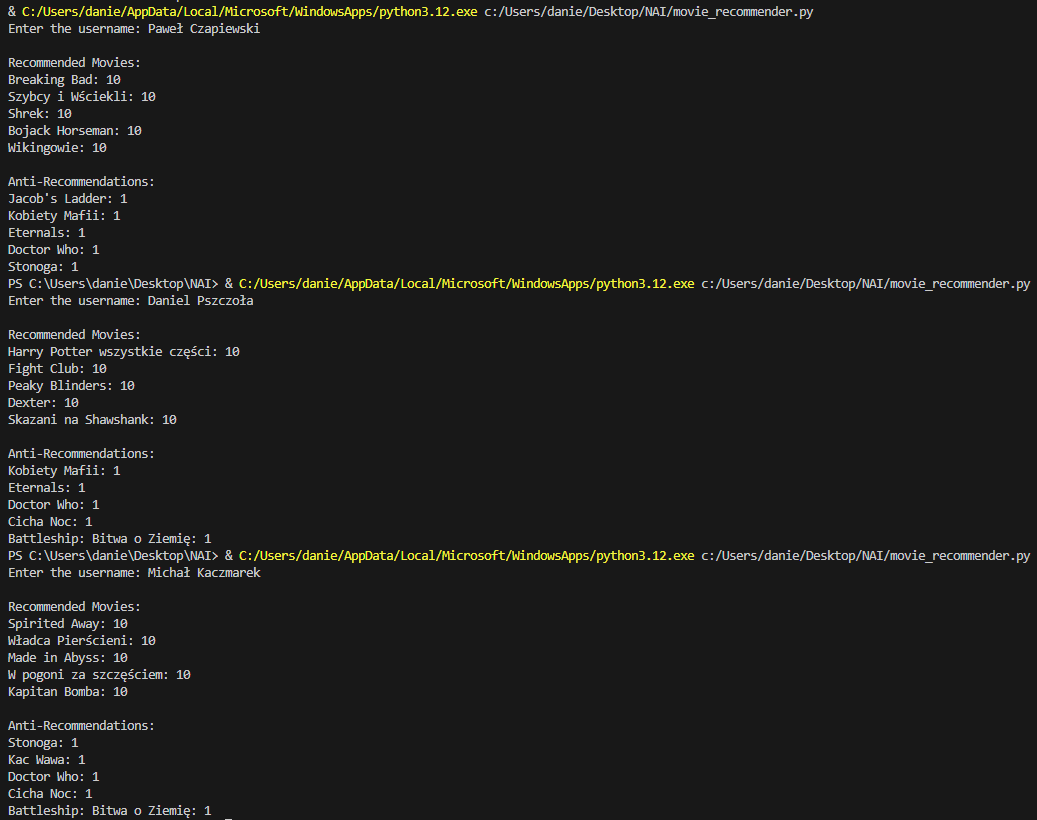 & C:/Users/danie/AppData/Local/Microsoft/WindowsApps/python3.12.exe c:/Users/danie/Desktop/NAI/movie_recommender.py
Enter the username: Paweł Czapiewski
Recommended Movies:
Breaking Bad: 10
Szybcy i Wściekli: 10
Shrek: 10
Bojack Horseman: 10
Wikingowie: 10
Anti-Recommendations:
Jacob's Ladder: 1
Kobiety Mafii: 1
Eternals: 1
Doctor Who: 1
Stonoga: 1
PS C:\Users\danie\Desktop\NAI> & C:/Users/danie/AppData/Local/Microsoft/WindowsApps/python3.12.exe c:/Users/danie/Desktop/NAI/movie_recommender.py
Enter the username: Daniel Pszczoła
Recommended Movies:
Harry Potter wszystkie części: 10
Fight Club: 10
Peaky Blinders: 10
Dexter: 10
Skazani na Shawshank: 10
Anti-Recommendations:
Kobiety Mafii: 1
Eternals: 1
Doctor Who: 1
Cicha Noc: 1
Battleship: Bitwa o Ziemię: 1
PS C:\Users\danie\Desktop\NAI> & C:/Users/danie/AppData/Local/Microsoft/WindowsApps/python3.12.exe c:/Users/danie/Desktop/NAI/movie_recommender.py
Enter the username: Michał Kaczmarek
Recommended Movies:
Spirited Away: 10
Władca Pierścieni: 10
Made in Abyss: 10
W pogoni za szczęściem: 10
Kapitan Bomba: 10
Anti-Recommendations:
Stonoga: 1
Kac Wawa: 1
Doctor Who: 1
Cicha Noc: 1
Battleship: Bitwa o Ziemię: 1